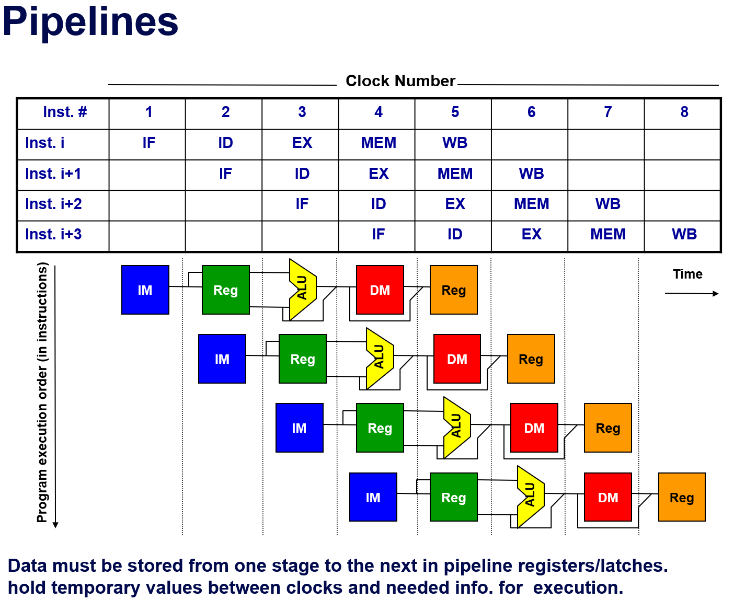 Pipelines
Clock Number
Inst. # 1 2 3 4 5 6 7 8
Inst. i IF ID EX MEM WB
Inst. i+1 IF ID EX MEM WB
Inst. i+2 IF ID EX MEM WB
Inst. i+3 IF ID EX MEM WB
Program execution order (in instructions)
Time
IM Reg ALU DM Reg
IM Reg ALU DM Reg
IM Reg ALU DM Reg
IM Reg ALU DM Reg
Data must be stored from one stage to the next in pipeline registers/latches.
hold temporary values between clocks and needed info. for execution.